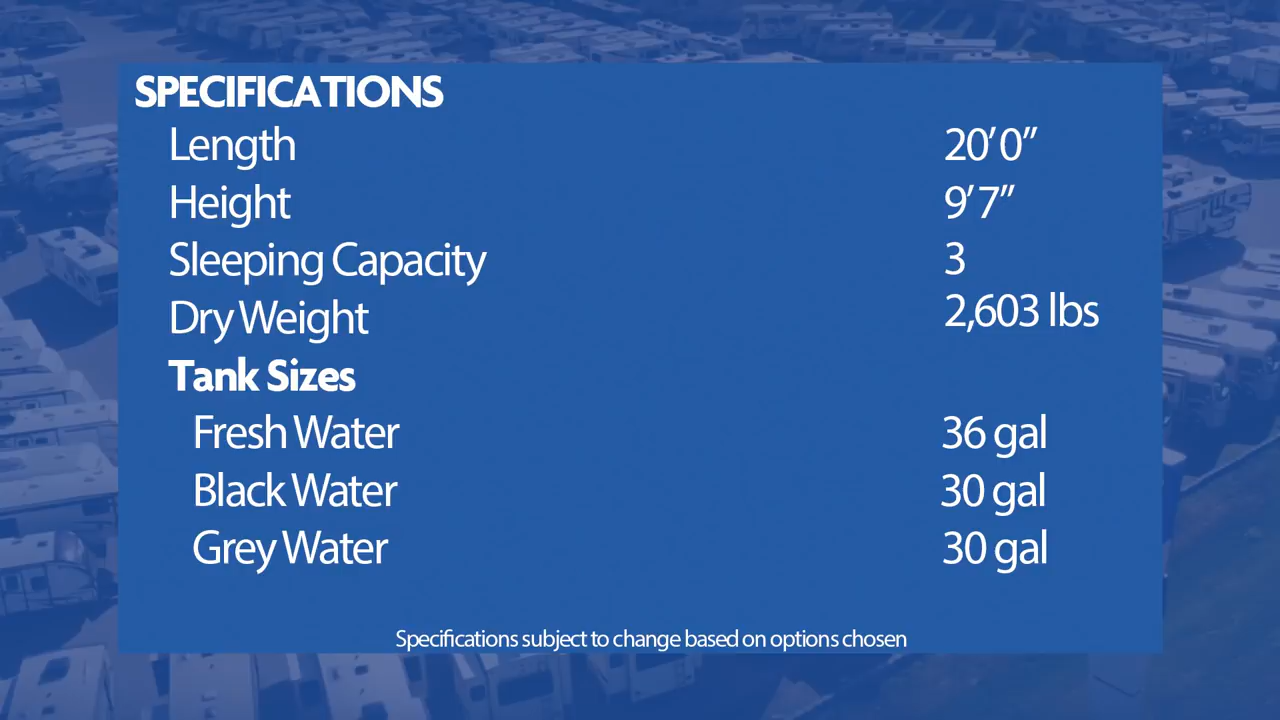 SPECIFICATIONS
Length 20’0”
Height 9’7”
Sleeping Capacity 3
Dry Weight 2,603 lbs
Tank Sizes
Fresh Water 36 gal
Black Water 30 gal
Grey Water 30 gal
Specifications subject to change based on options chosen